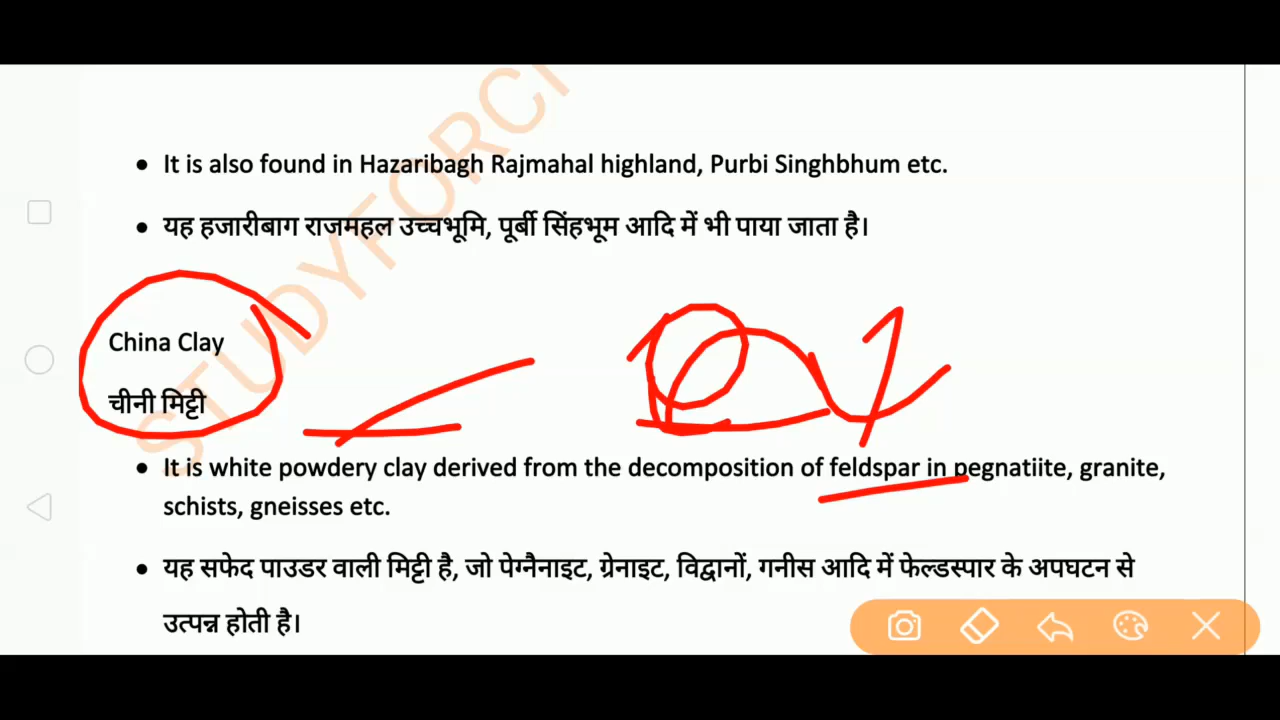 It is also found in Hazaribagh Rajmahal highland, Purbi Singhbhum etc.
यह हजारीबाग राजमहल उच्चभूमि, पूर्बी सिंहभूम आदि में भी पाया जाता है।
China Clay
चीनी मिट्टी
It is white powdery clay derived from the decomposition of feldspar in pegnatiite, granite,
schists, gneisses etc.
यह सफेद पाउडर वाली मिट्टी है, जो पेग्नैनाइट, ग्रेनाइट, विद्वानों, गनीस आदि में फेल्डस्पार के अपघटन से
उत्पन्न होती है।
STUDYFORCI